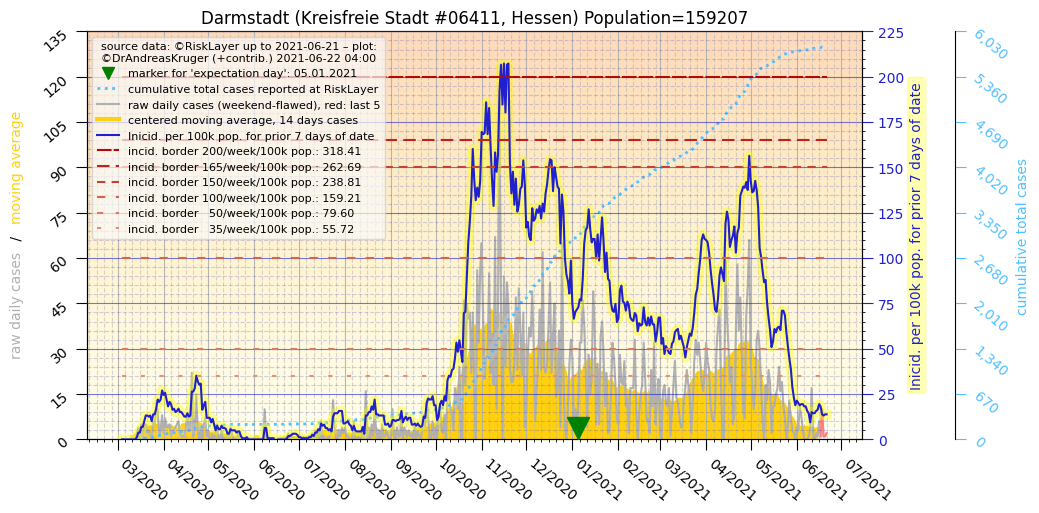 Darmstadt (Kreisfreie Stadt #06411, Hessen) Population=159207
source data: ©RiskLayer up to 2021-06-21 – plot:
©DrAndreasKruger (+contrib.) 2021-06-22 04:00
marker for 'expectation day': 05.01.2021
cumulative total cases reported at RiskLayer
raw daily cases (weekend-flawed), red: last 5
centered moving average, 14 days cases
Inicid. per 100k pop. for prior 7 days of date
incid. border 200/week/100k pop.: 318.41
incid. border 165/week/100k pop.: 262.69
incid. border 150/week/100k pop.: 238.81
incid. border 100/week/100k pop.: 159.21
incid. border 50/week/100k pop.: 79.60
incid. border 35/week/100k pop.: 55.72
raw daily cases / moving average
135
120
105
90
75
60
45
30
15
0
03/2020
04/2020
05/2020
06/2020
07/2020
08/2020
09/2020
10/2020
11/2020
12/2020
01/2021
02/2021
03/2021
04/2021
05/2021
06/2021
07/2021
225
200
175
150
125
100
75
50
25
0
Inicid. per 100k pop. for prior 7 days of date
6,030
5,360
4,690
4,020
3,350
2,680
2,010
1,340
670
0
cumulative total cases